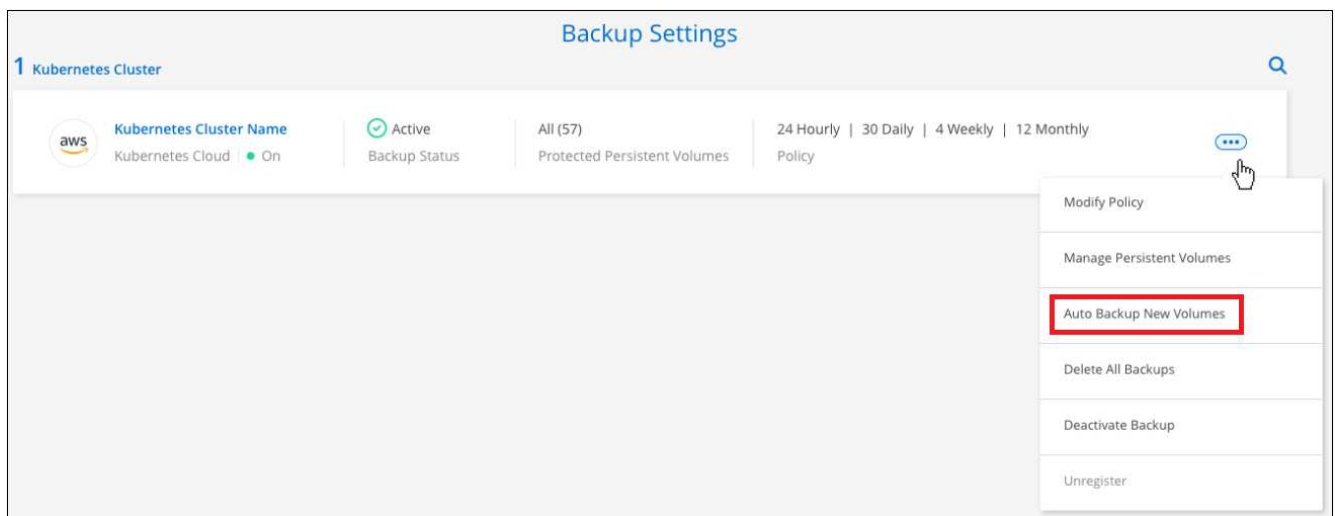 Backup Settings
1 Kubernetes Cluster
aws
Kubernetes Cluster Name
Kubernetes Cloud | On
Active
Backup Status
All (57)
Protected Persistent Volumes
24 Hourly | 30 Daily | 4 Weekly | 12 Monthly
Policy
Modify Policy
Manage Persistent Volumes
Auto Backup New Volumes
Delete All Backups
Deactivate Backup
Unregister